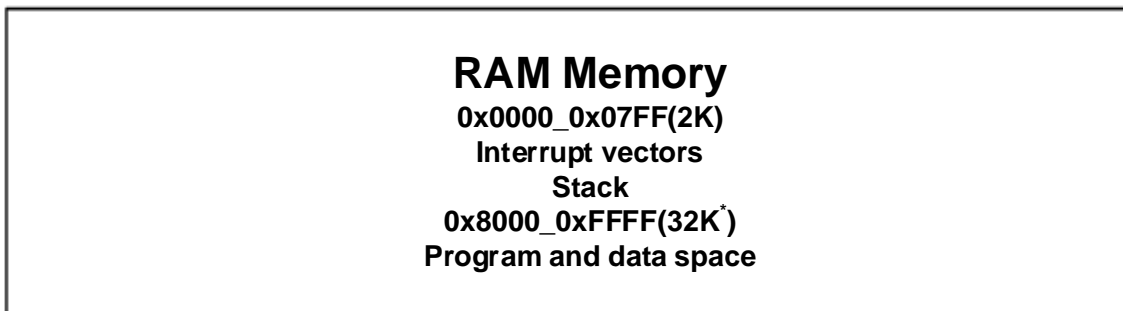 RAM Memory
0x0000_0x07FF(2K)
Interrupt vectors
Stack
0x8000_0xFFFF(32K*)
Program and data space